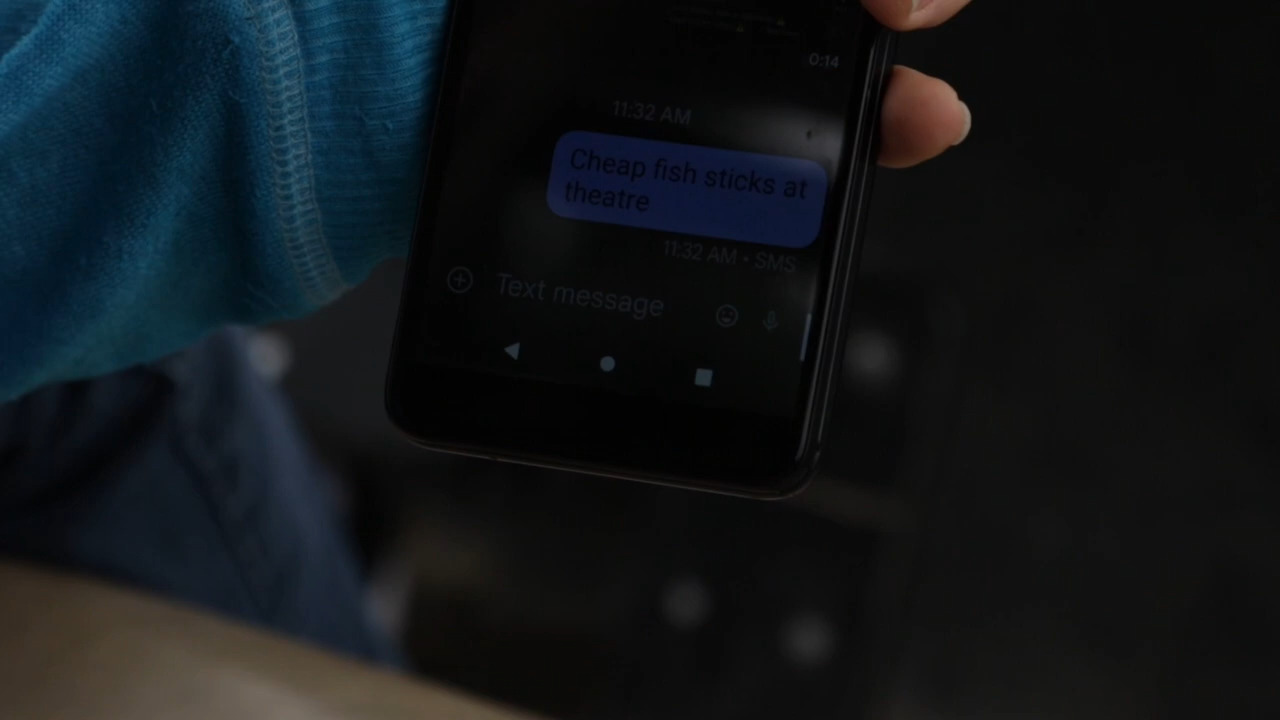 0:14
11:32 AM
Cheap fish sticks at
theatre
11:32 AM • SMS
Text message